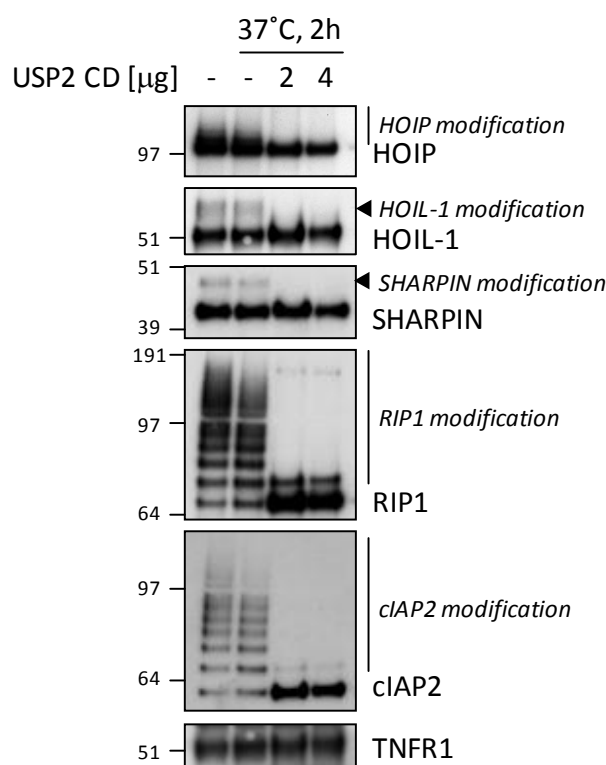 37˚C, 2h
USP2 CD [µg] - - 2 4
HOIP modification
97 HOIP
HOIL-1 modification
51 HOIL-1
51
SHARPIN modification
39 SHARPIN
191
97 RIP1 modification
64 RIP1
97
cIAP2 modification
64 cIAP2
51 TNFR1